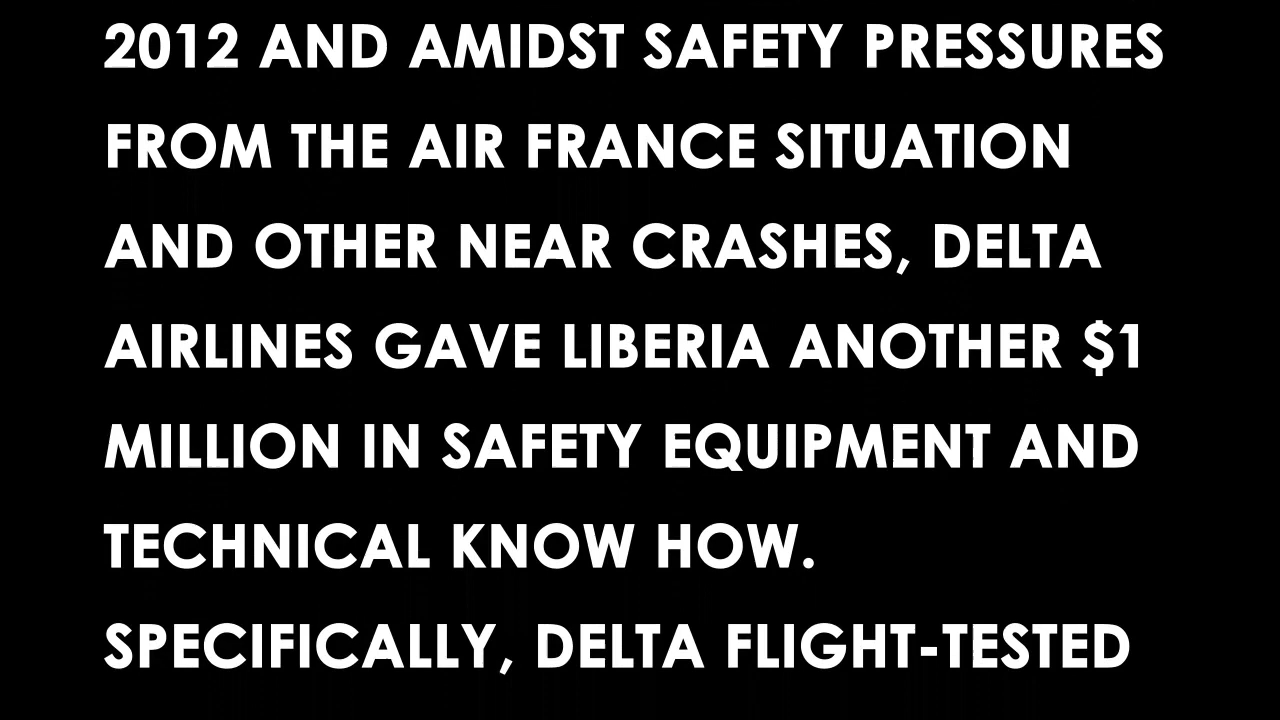 2012 AND AMIDST SAFETY PRESSURES
FROM THE AIR FRANCE SITUATION
AND OTHER NEAR CRASHES, DELTA
AIRLINES GAVE LIBERIA ANOTHER $1
MILLION IN SAFETY EQUIPMENT AND
TECHNICAL KNOW HOW.
SPECIFICALLY, DELTA FLIGHT-TESTED